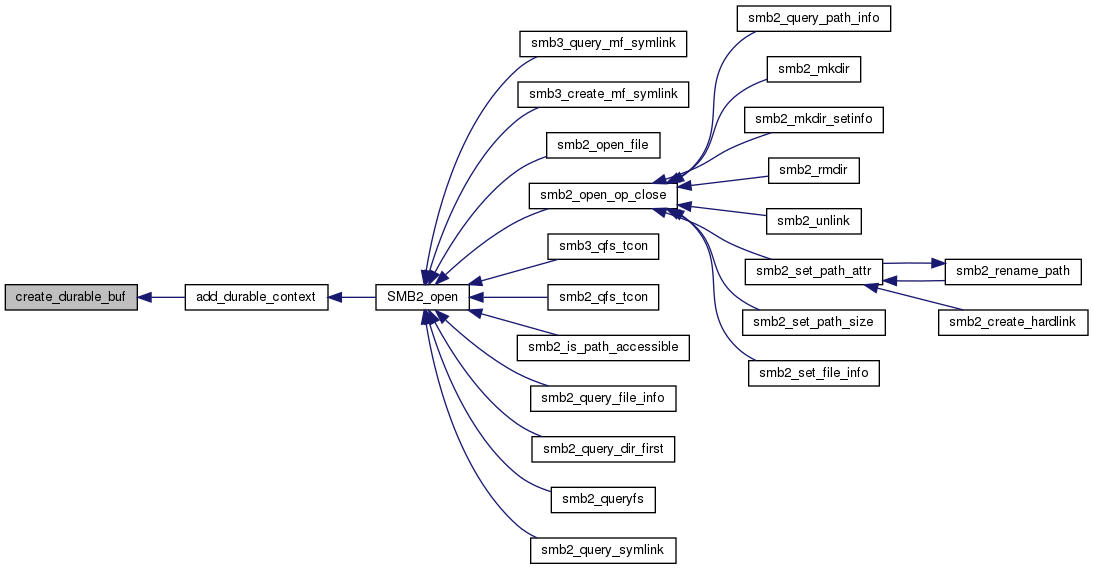 smb2_query_path_info
smb3_query_mf_symlink
smb2_mkdir
smb3_create_mf_symlink
smb2_mkdir_setinfo
smb2_open_file
smb2_rmdir
smb2_open_op_close
smb2_unlink
smb3_qfs_tcon
smb2_set_path_attr
smb2_rename_path
create_durable_buf
add_durable_context
SMB2_open
smb2_qfs_tcon
smb2_set_path_size
smb2_create_hardlink
smb2_is_path_accessible
smb2_set_file_info
smb2_query_file_info
smb2_query_dir_first
smb2_queryfs
smb2_query_symlink